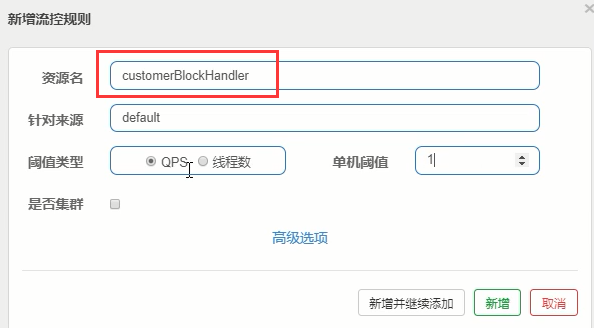 新增流控规则
资源名 customerBlockHandler
针对来源 default
阈值类型 QPS 线程数 单机阈值 1
是否集群
高级选项
新增并继续添加 新增 取消